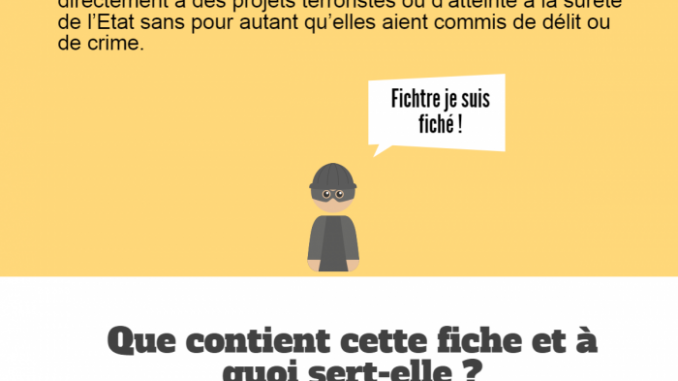 directement à des projets terroristes ou d'atteinte à la sûreté
de l'Etat sans pour autant qu'elles aient commis de délit ou
de crime.
Fichtre je suis
fiché !
Que contient cette fiche et à
quoi sert-elle ?